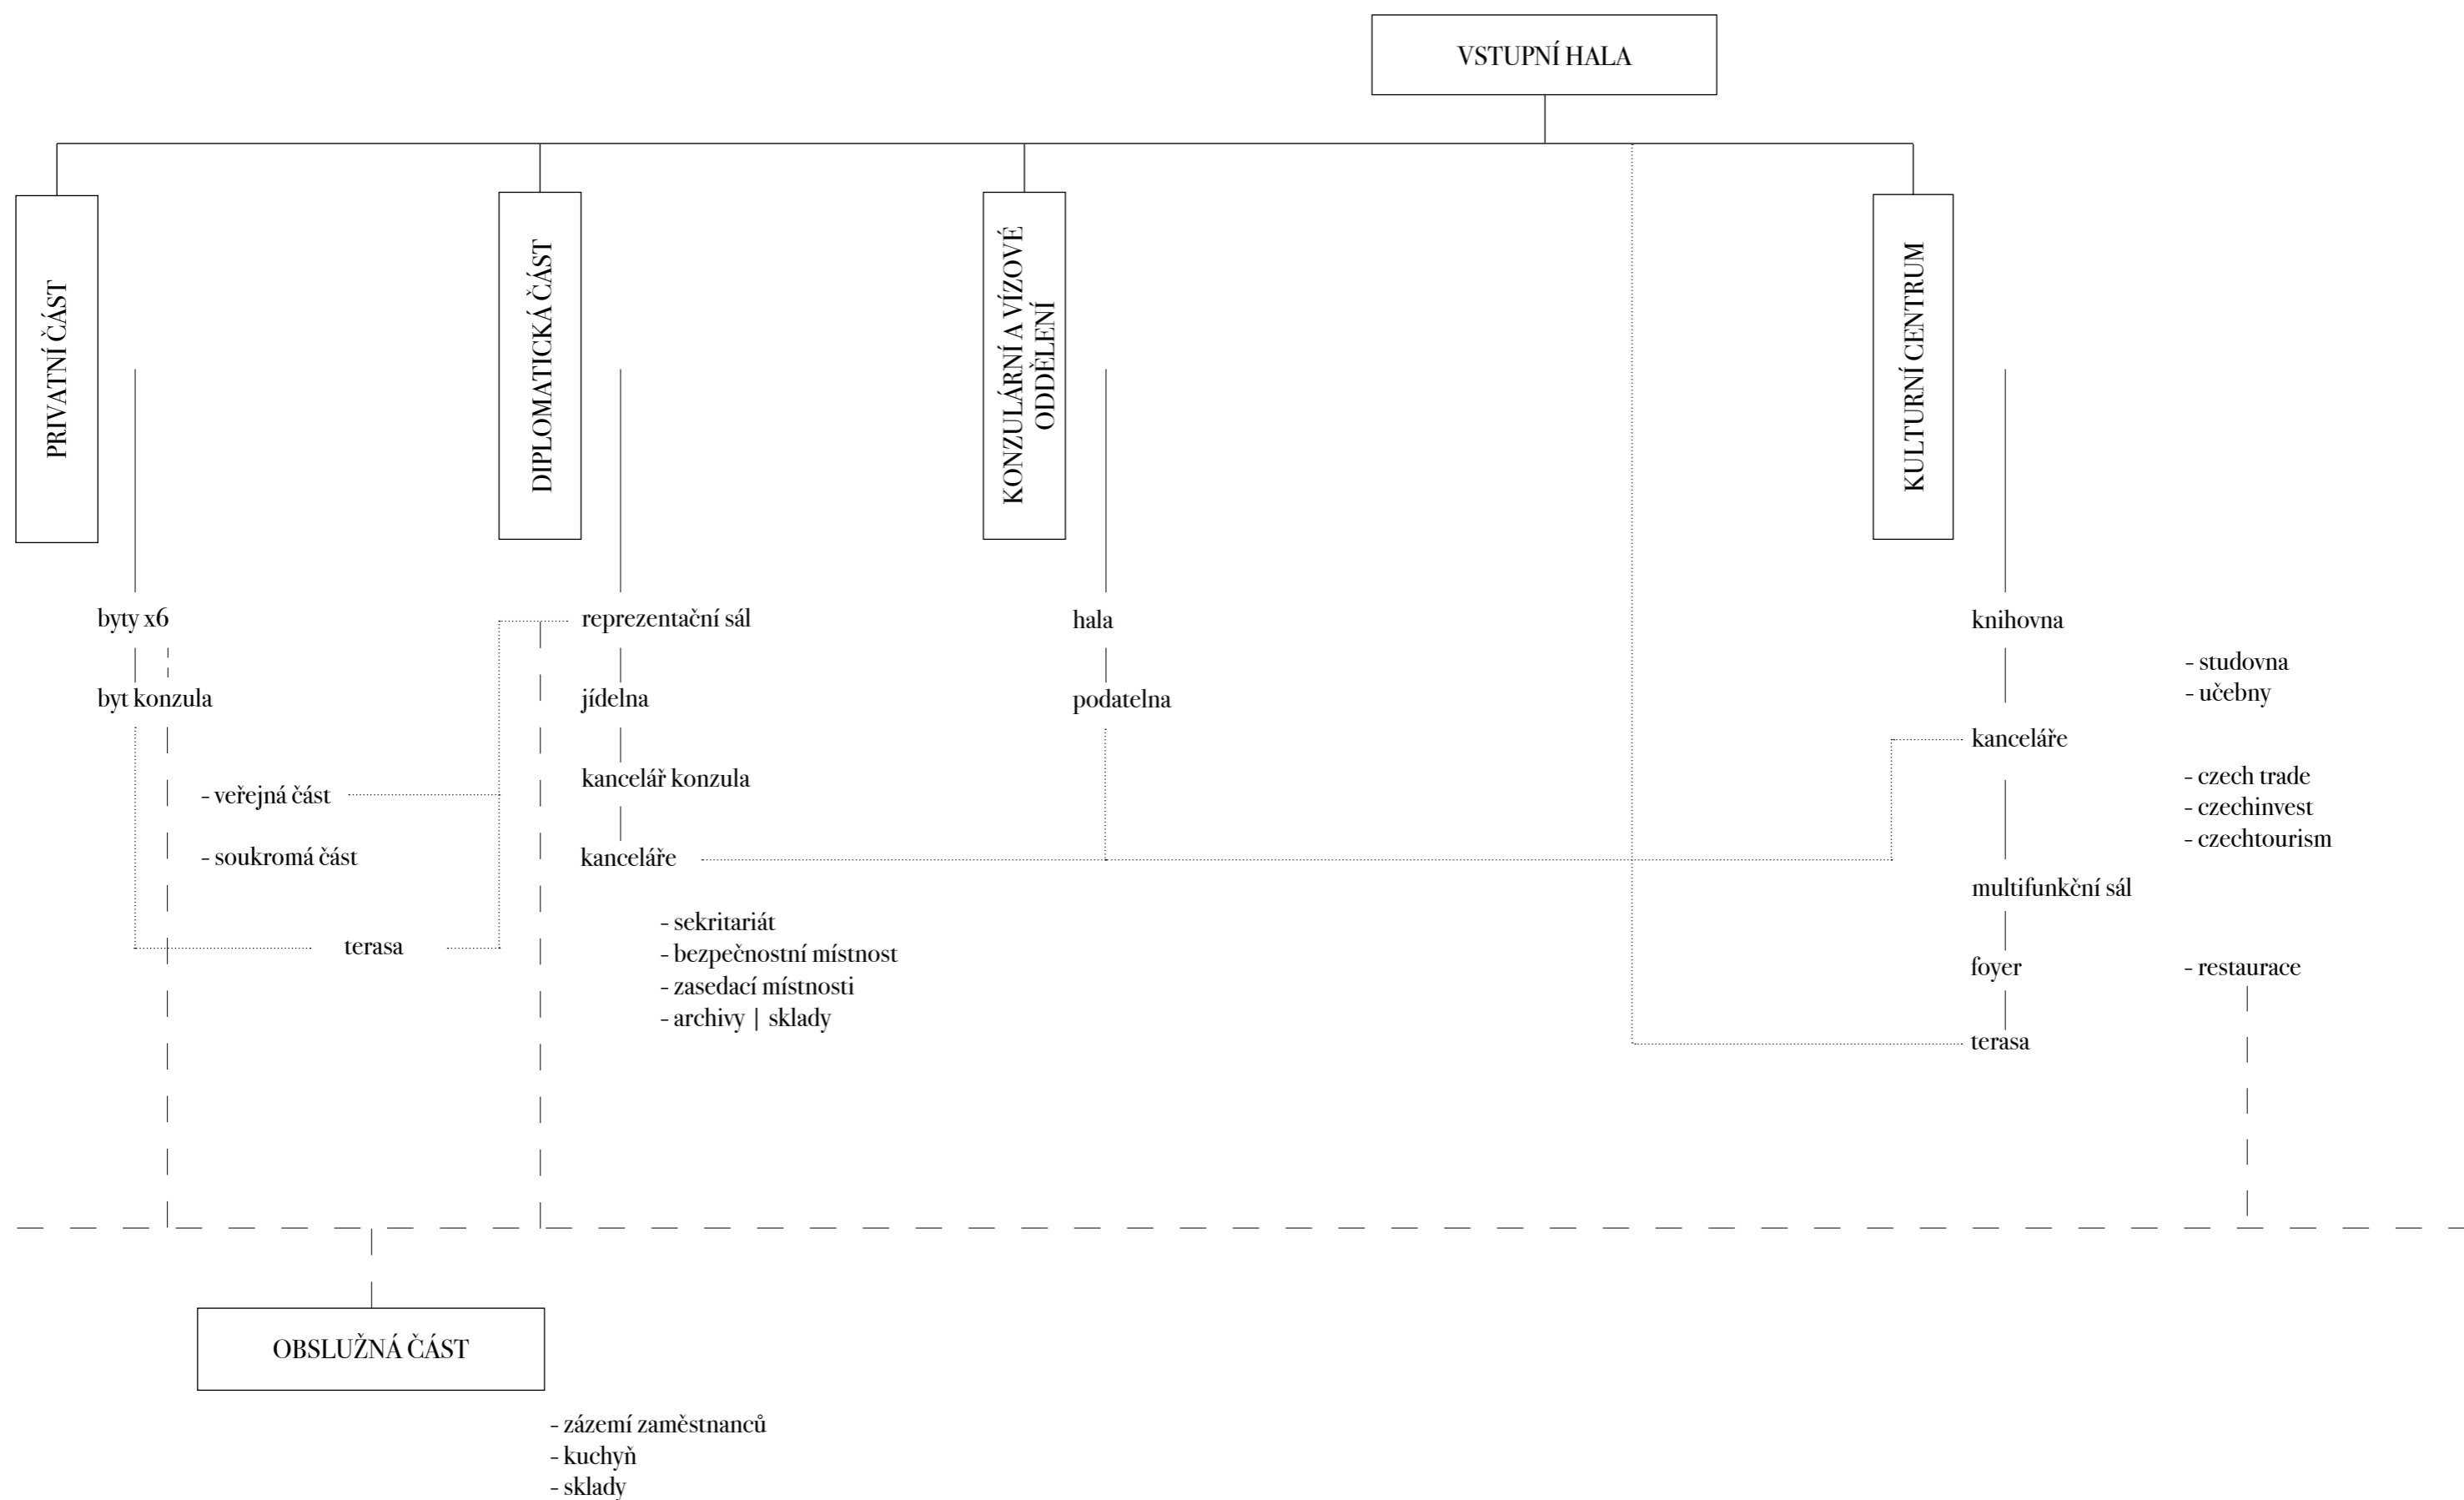 VSTUPNÍ HALA
PRIVATNÍ ČÁST
byty x6
byt konzula
- veřejná část
- soukromá část
terasa
DIPLOMATICKÁ ČÁST
reprezentační sál
jídelna
kancelář konzula
kanceláře
- sekritariát
- bezpečnostní místnost
- zasedací místnosti
- archivy | sklady
KONZULÁRNÍ A VÍZOVÉ
ODDĚLENÍ
hala
podatelna
KULTURNÍ CENTRUM
knihovna
- studovna
- učebny
kanceláře
- czech trade
- czechinvest
- czechtourism
multifunkční sál
foyer
- restaurace
terasa
OBSLUŽNÁ ČÁST
- zázemí zaměstnanců
- kuchyň
- sklady